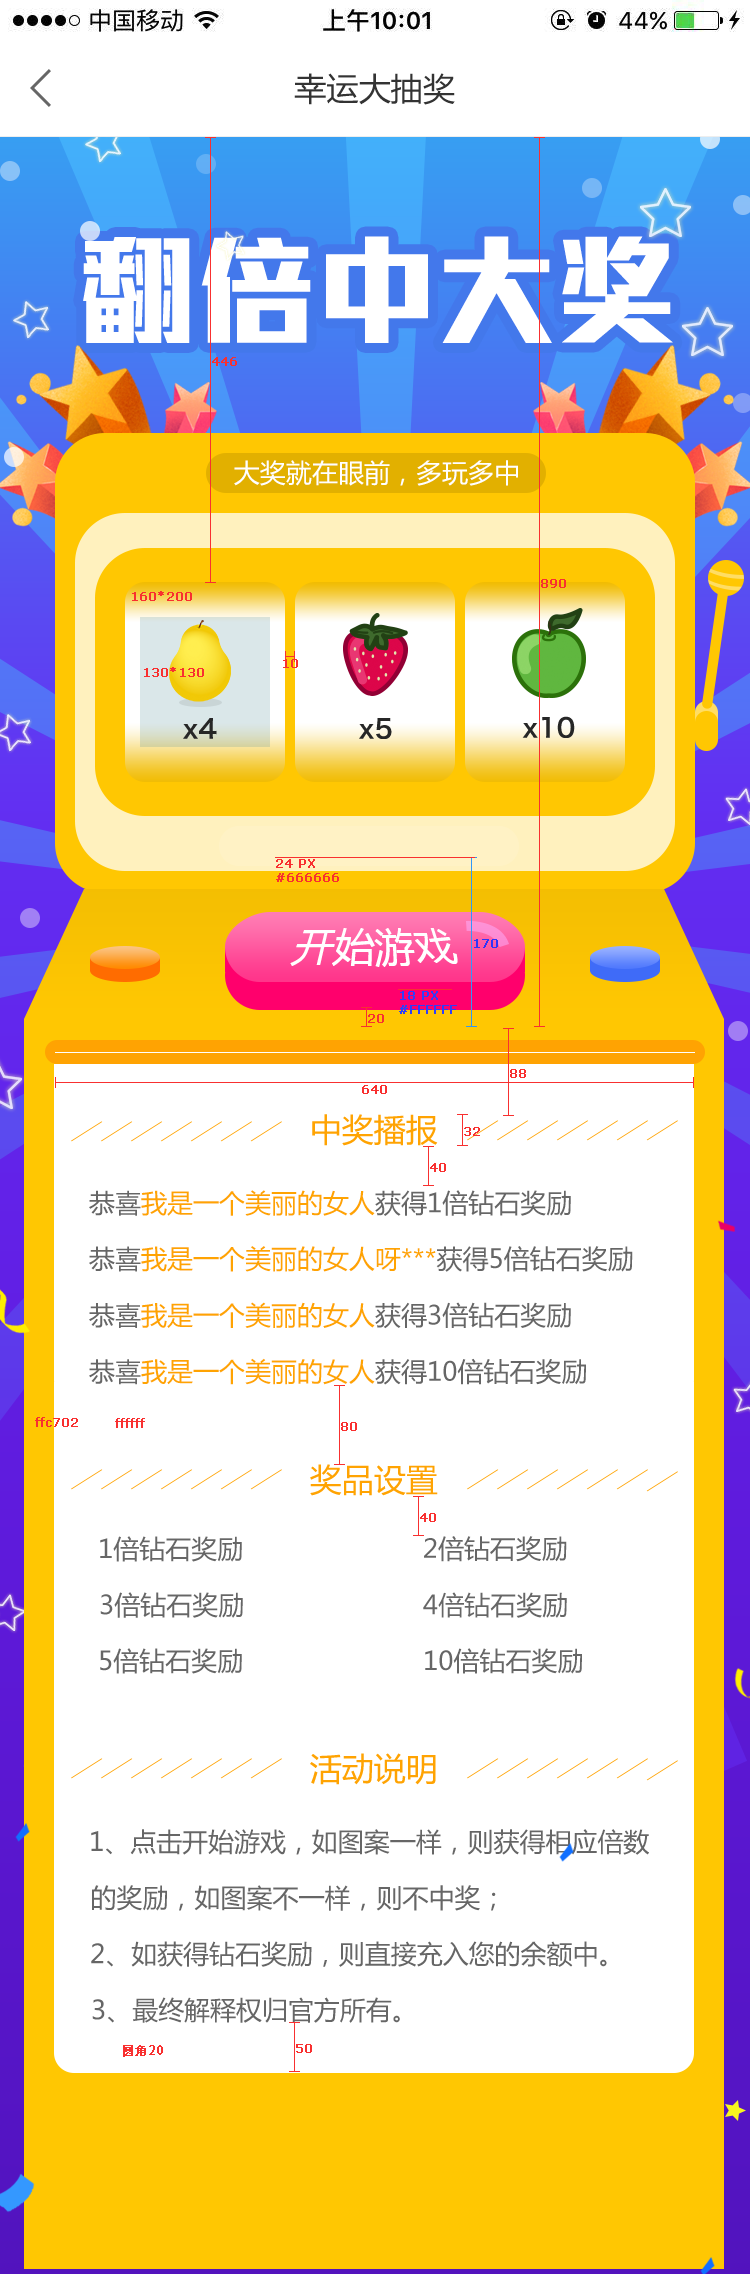 中国移动 上午10:01 44%
幸运大抽奖
翻倍中大奖
446
大奖就在眼前，多玩多中
890
160*200
130*130
10
x4 x5 x10
24 PX
#666666
开始游戏
170
18 PX
#ffffff
20
88
640
中奖播报
32
40
恭喜我是一个美丽的女人获得1倍钻石奖励
恭喜我是一个美丽的女人呀***获得5倍钻石奖励
恭喜我是一个美丽的女人获得3倍钻石奖励
恭喜我是一个美丽的女人获得10倍钻石奖励
ffc702 ffffff
80
奖品设置
40
1倍钻石奖励 2倍钻石奖励
3倍钻石奖励 4倍钻石奖励
5倍钻石奖励 10倍钻石奖励
活动说明
1、点击开始游戏，如图案一样，则获得相应倍数
的奖励，如图案不一样，则不中奖；
2、如获得钻石奖励，则直接充入您的余额中。
3、最终解释权归官方所有。
圆角20
50